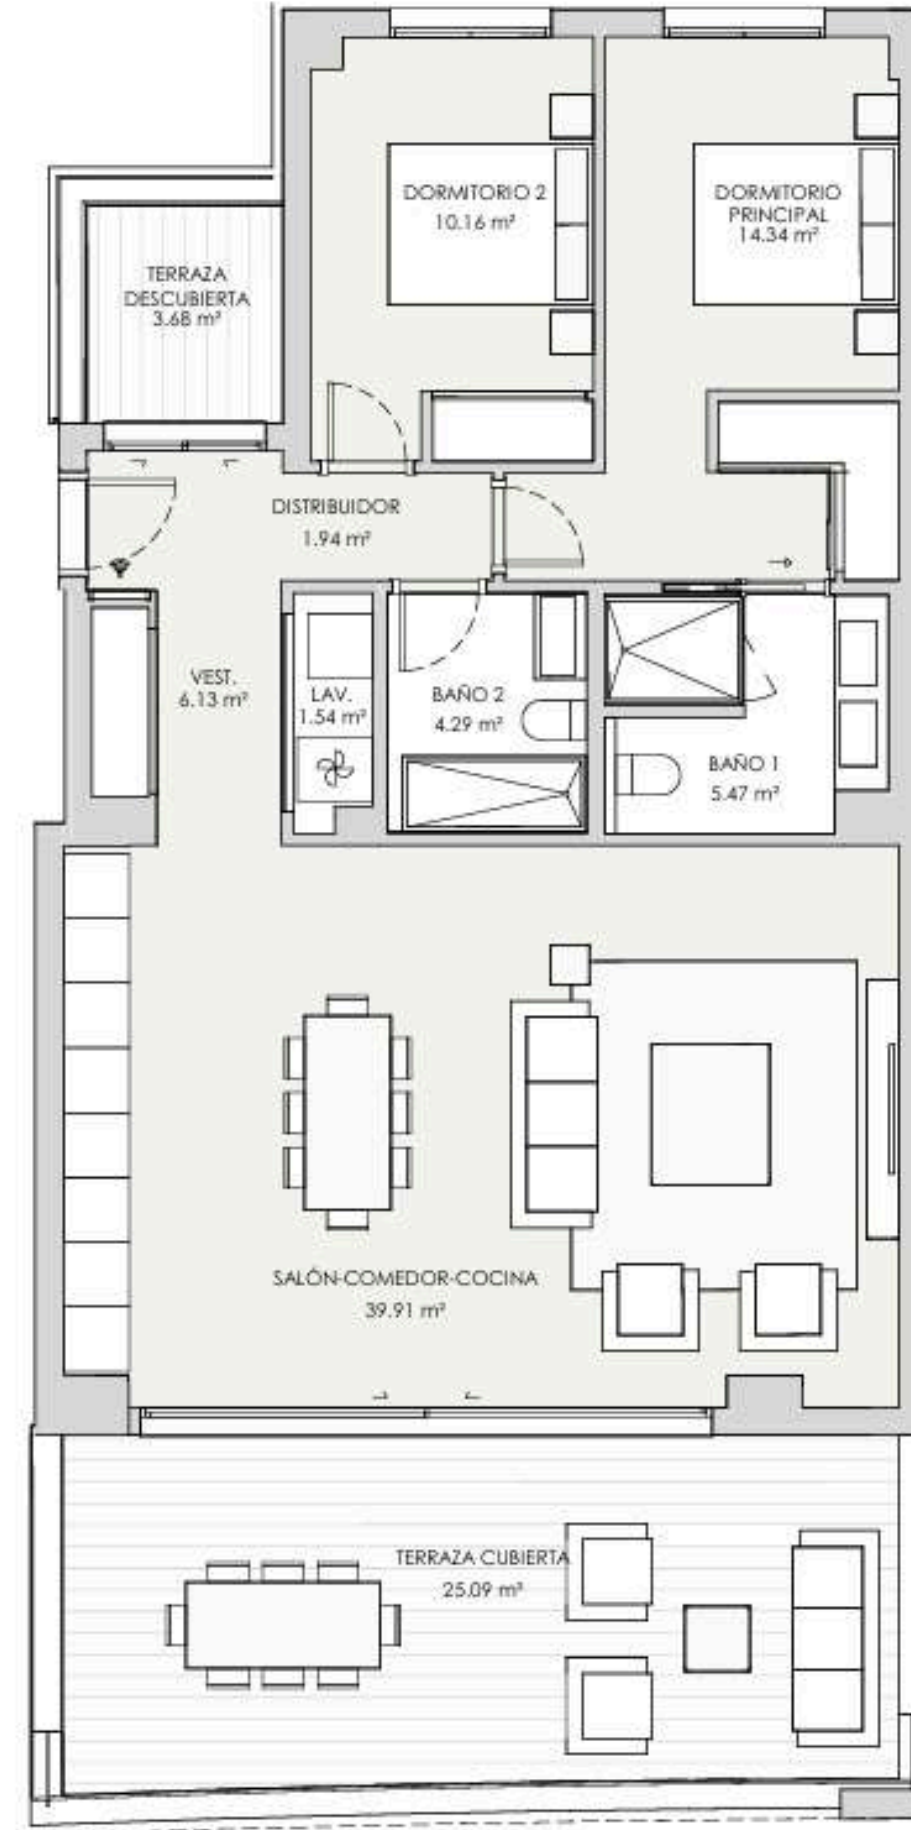 DORMITORIO 2
10.16 m²
DORMITORIO
PRINCIPAL
14.34 m²
TERRAZA
DESCUBIERTA
3.68 m²
DISTRIBUIDOR
1.94 m²
VEST.
6.13 m²
LAV.
1.54 m²
BAÑO 2
4.29 m²
BAÑO 1
5.47 m²
SALÓN-COMEDOR-COCINA
39.91 m²
TERRAZA CUBIERTA
25.09 m²